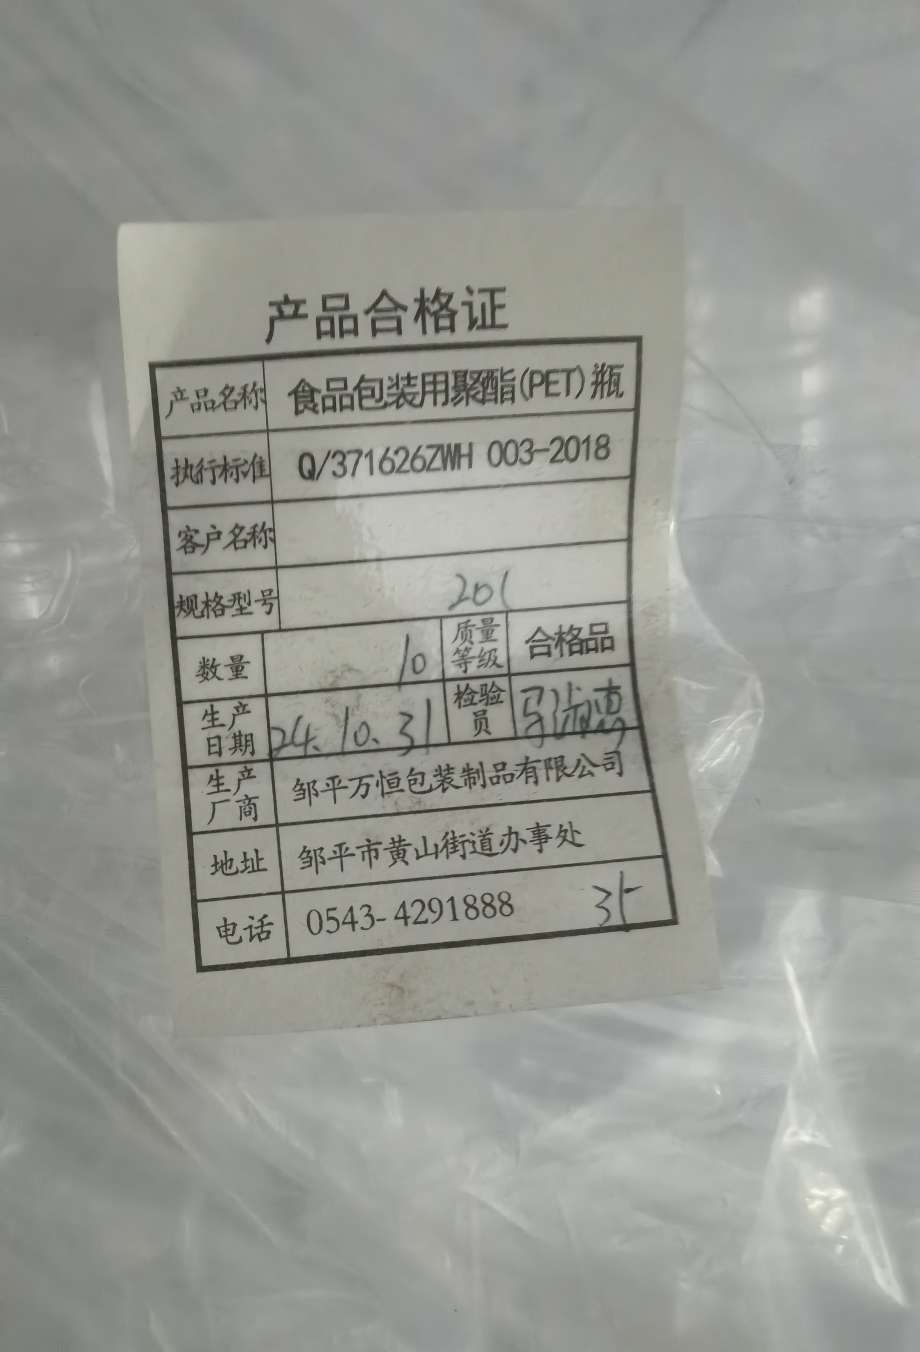 产品合格证
产品名称 食品包装用聚酯(PET)瓶
执行标准 Q/371626ZWH 003-2018
客户名称
规格型号 201
数量 10 质量等级 合格品
生产日期 24.10.31 检验员 马淑惠
生产厂商 邹平万恒包装制品有限公司
地址 邹平市黄山街道办事处
电话 0543-4291888